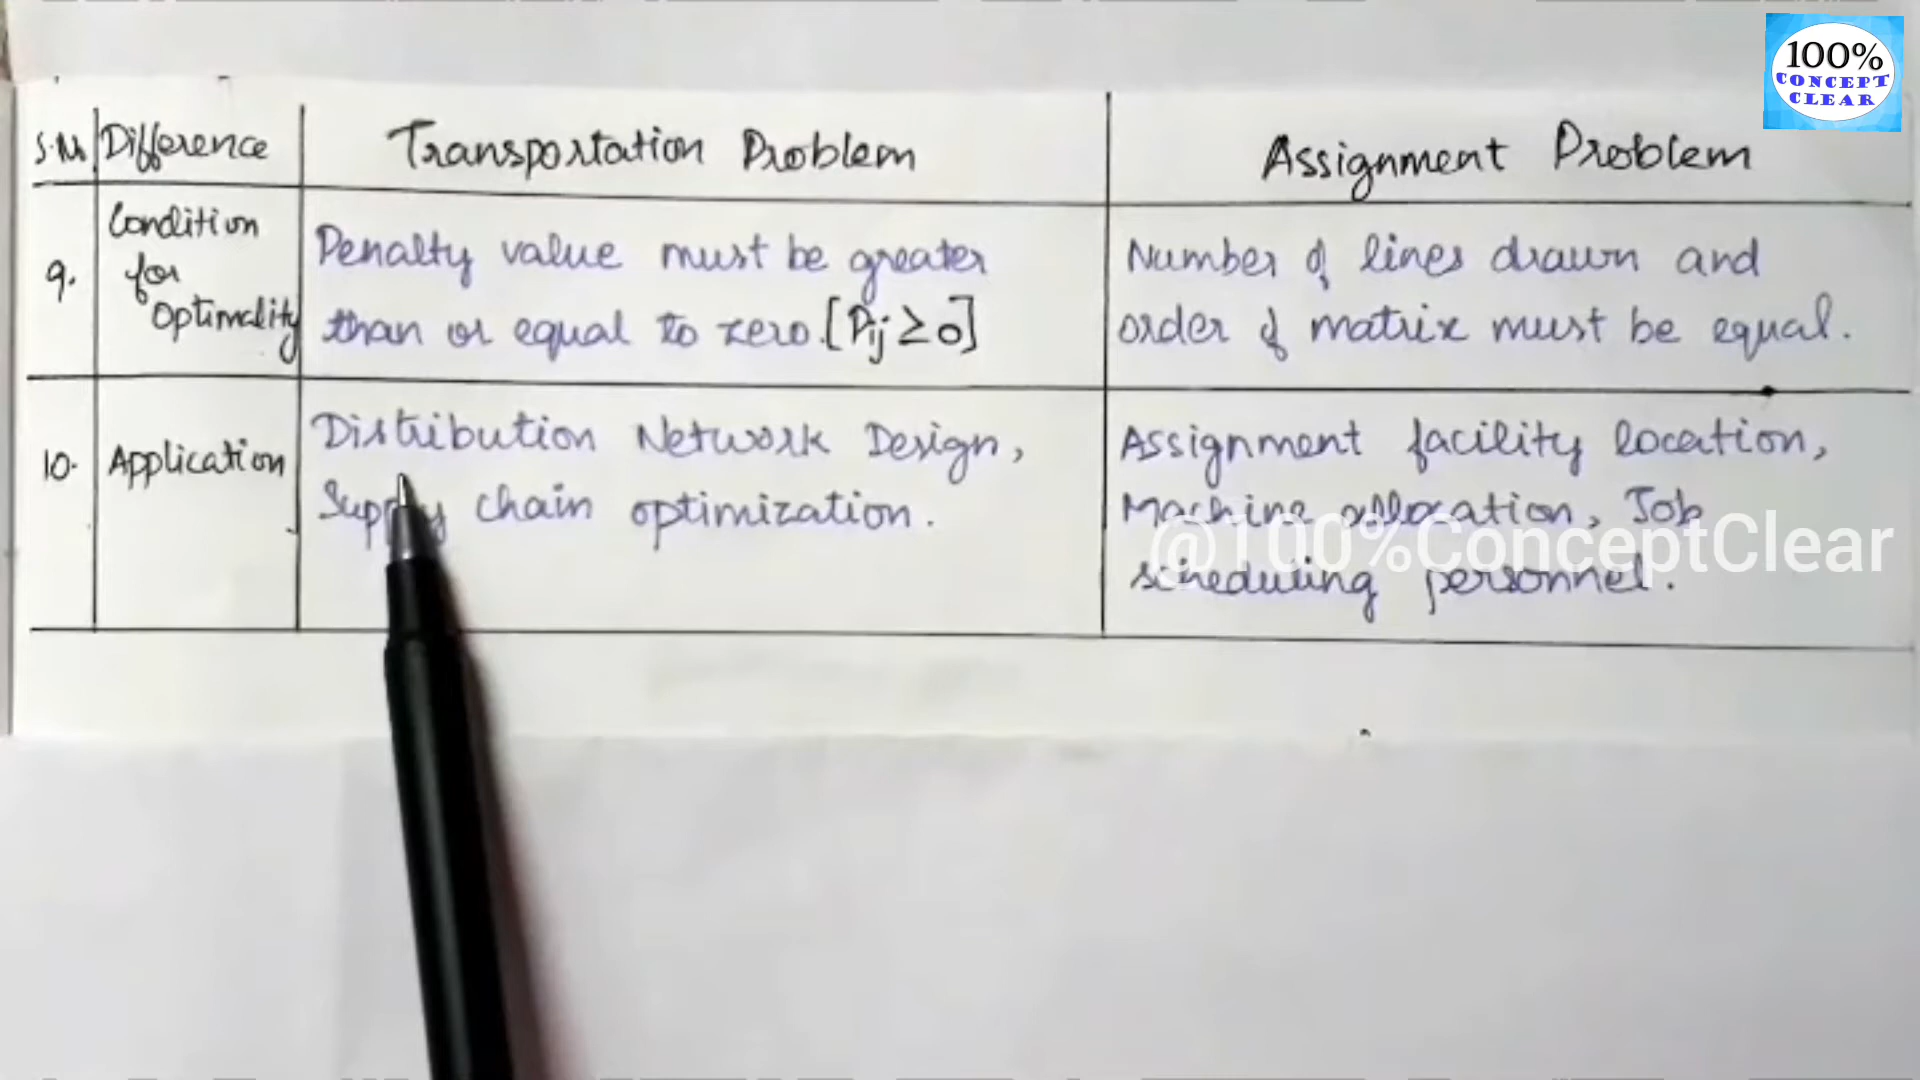 100%
CONCEPT
CLEAR
S.No Difference Transportation Problem Assignment Problem
9. Condition for Optimality
Penalty value must be greater
than or equal to zero. [Pij ≥ 0]
Number of lines drawn and
order of matrix must be equal.
10. Application
Distribution Network Design,
Supply chain optimization.
Assignment facility location,
Machine allocation, Job
scheduling personnel.
@100%ConceptClear